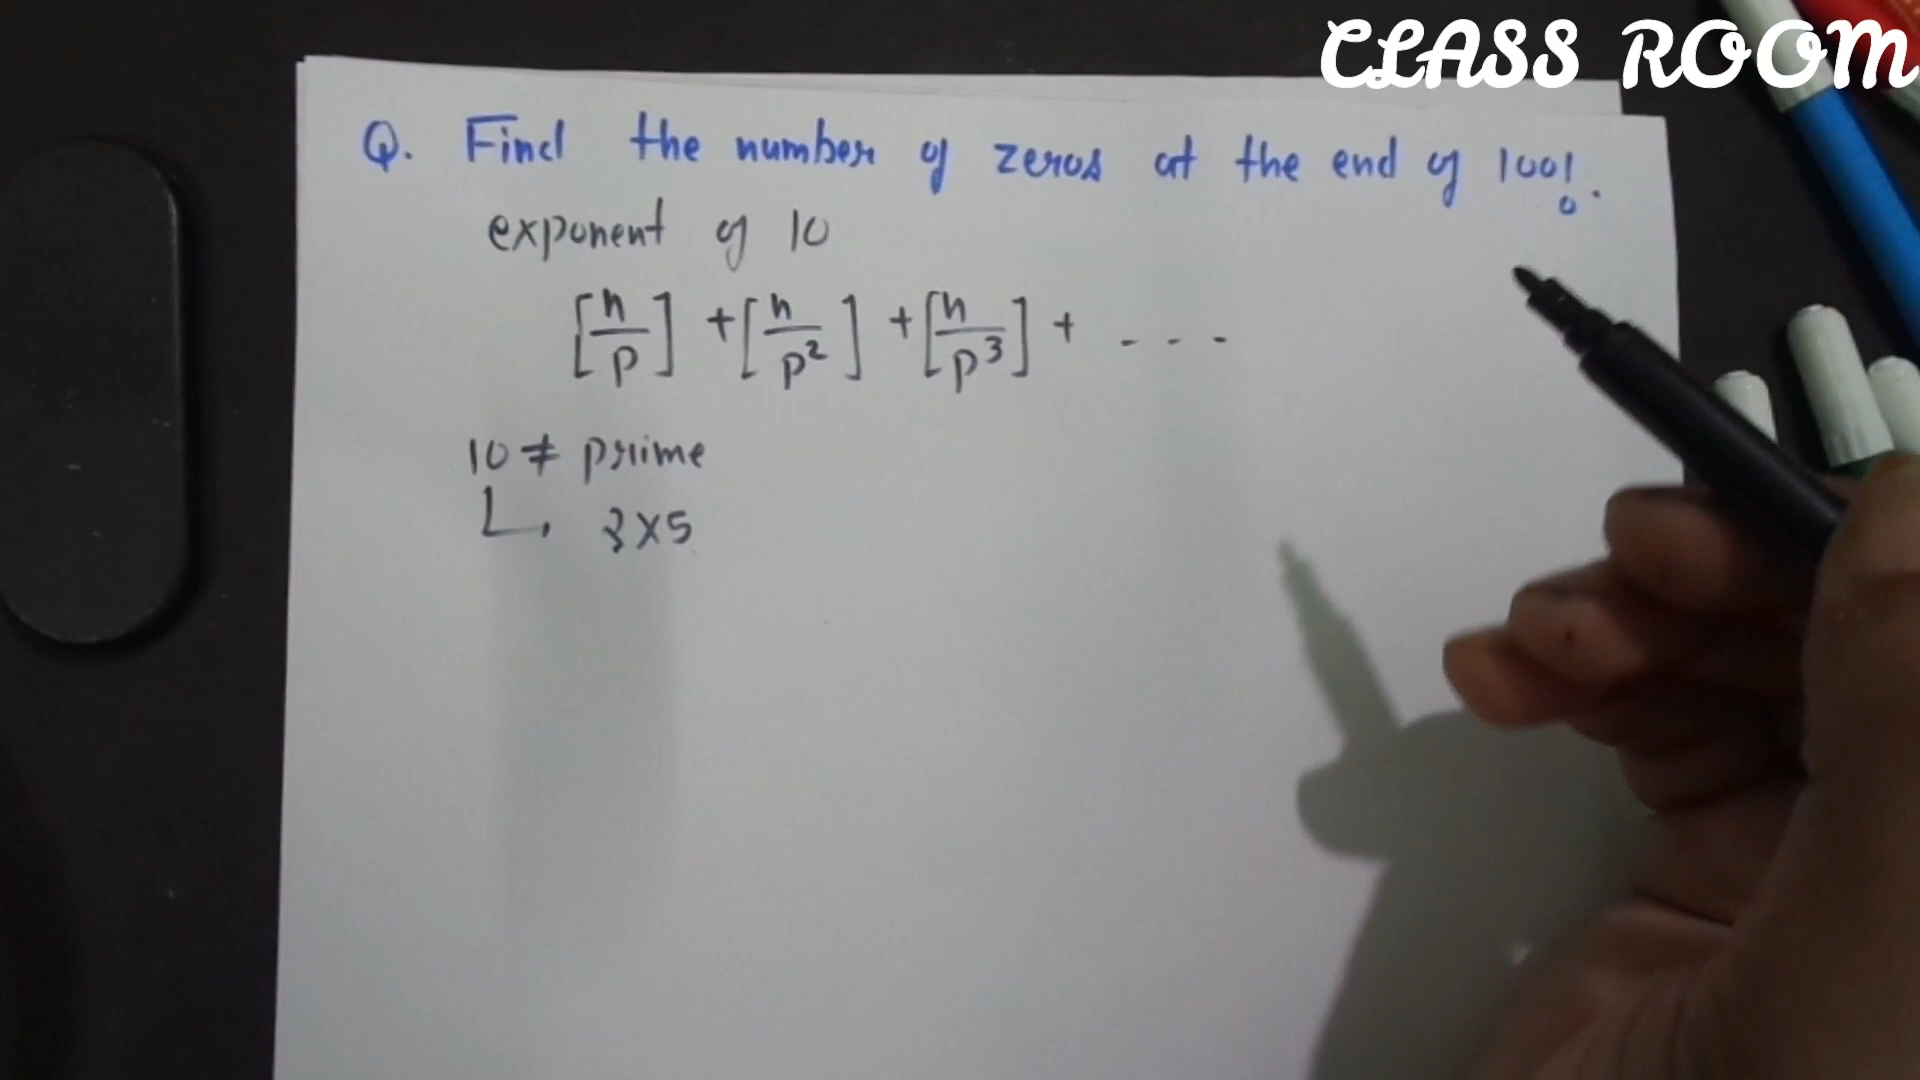 CLASS ROOM
Q. Find the number of zeros at the end of 100!.
exponent of 10
[n/p] + [n/p²] + [n/p³] + - - -
10 ≠ prime
3×5